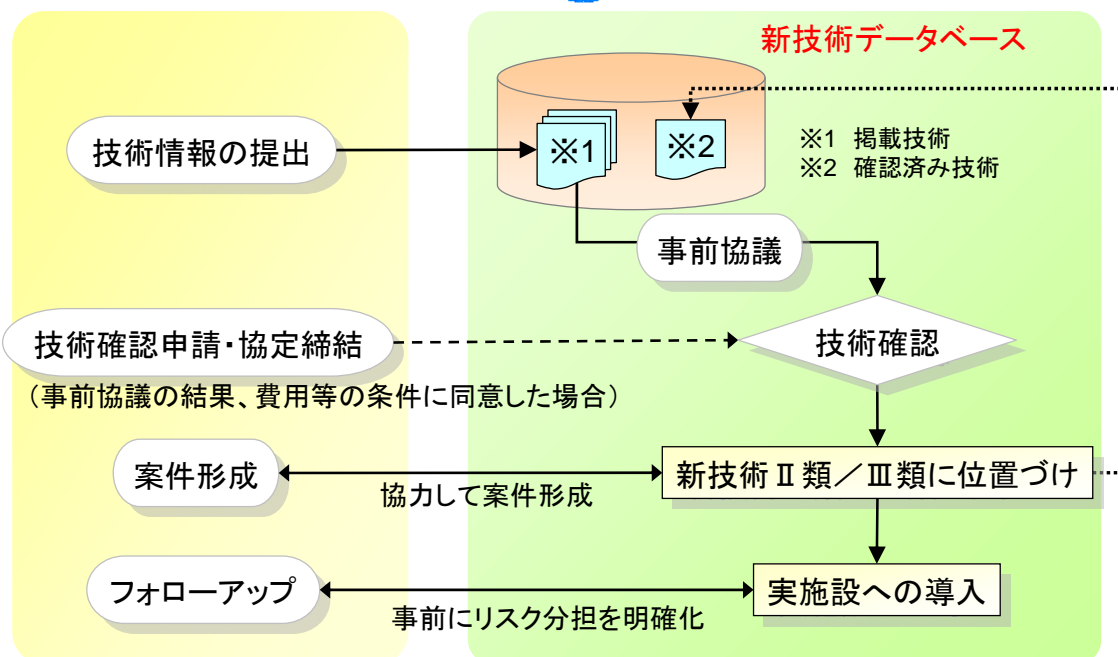 新技術データベース
技術情報の提出
※1
※2
※1 掲載技術
※2 確認済み技術
事前協議
技術確認申請・協定締結
技術確認
（事前協議の結果、費用等の条件に同意した場合）
案件形成
協力して案件形成
新技術Ⅱ類／Ⅲ類に位置づけ
フォローアップ
事前にリスク分担を明確化
実施設への導入